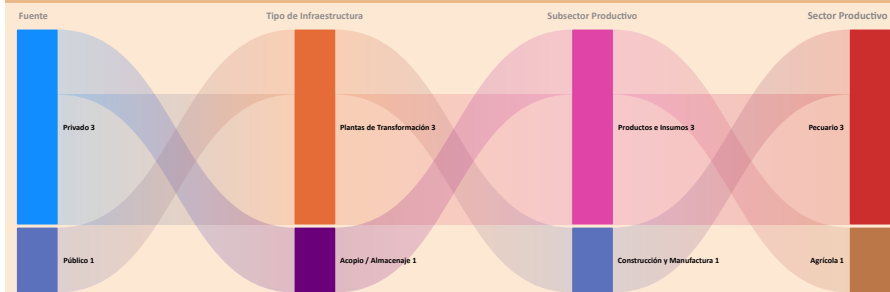 Fuente
Tipo de Infraestructura
Subsector Productivo
Sector Productivo
Privado 3
Plantas de Transformación 3
Productos e Insumos 3
Pecuario 3
Público 1
Acopio / Almacenaje 1
Construcción y Manufactura 1
Agrícola 1